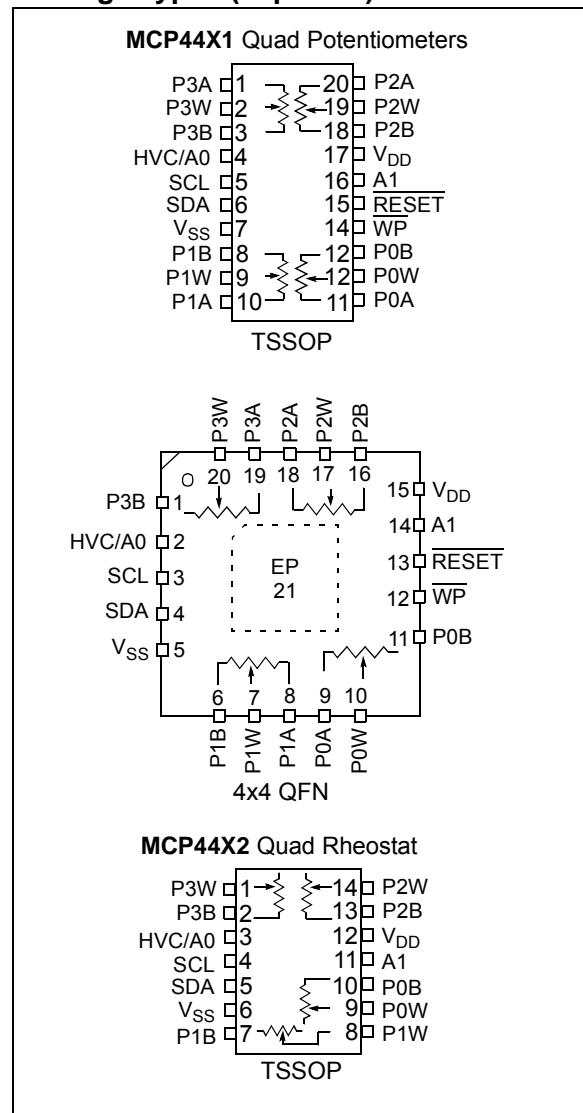 MCP44X1 Quad Potentiometers
P3A 1 20 P2A
P3W 2 19 P2W
P3B 3 18 P2B
HVC/A0 4 17 VDD
SCL 5 16 A1
SDA 6 15 RESET
VSS 7 14 WP
P1B 8 12 P0B
P1W 9 12 P0W
P1A 10 11 P0A
TSSOP
P3W P3A P2A P2W P2B
O 20 19 18 17 16
P3B 1 15 VDD
HVC/A0 2 14 A1
SCL 3 EP 13 RESET
SDA 4 21 12 WP
VSS 5 11 P0B
6 7 8 9 10
P1B P1W P1A P0A P0W
4x4 QFN
MCP44X2 Quad Rheostat
P3W 1 14 P2W
P3B 2 13 P2B
HVC/A0 3 12 VDD
SCL 4 11 A1
SDA 5 10 P0B
VSS 6 9 P0W
P1B 7 8 P1W
TSSOP